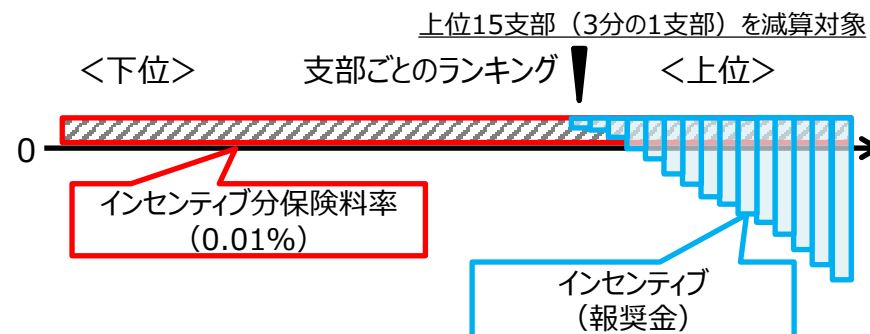 上位15支部（3分の1支部）を減算対象
＜下位＞
支部ごとのランキング
＜上位＞
0
インセンティブ分保険料率
（0.01%）
インセンティブ
（報奨金）